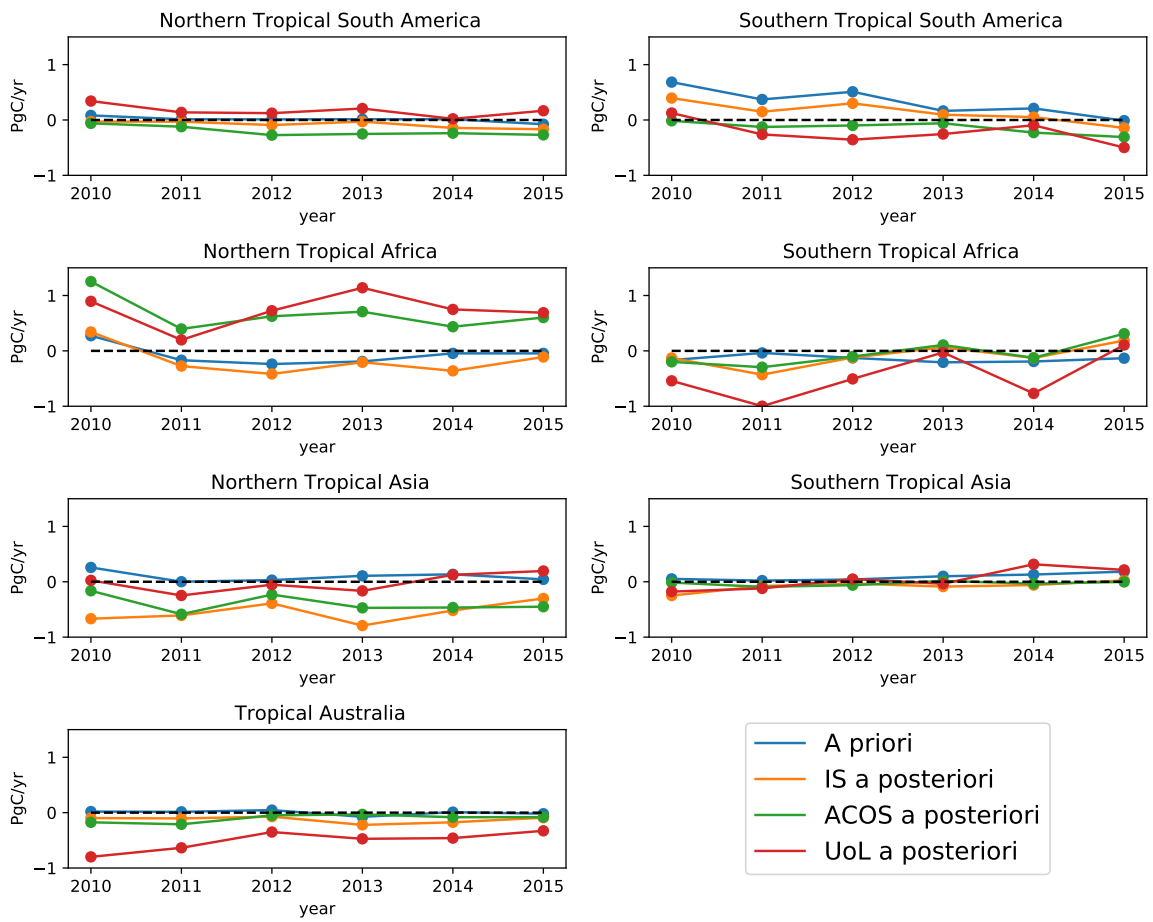 Northern Tropical South America
Southern Tropical South America
PgC/yr
1
0
−1
2010 2011 2012 2013 2014 2015
year
PgC/yr
1
0
−1
2010 2011 2012 2013 2014 2015
year
Northern Tropical Africa
Southern Tropical Africa
PgC/yr
1
0
−1
2010 2011 2012 2013 2014 2015
year
PgC/yr
1
0
−1
2010 2011 2012 2013 2014 2015
year
Northern Tropical Asia
Southern Tropical Asia
PgC/yr
1
0
−1
2010 2011 2012 2013 2014 2015
year
PgC/yr
1
0
−1
2010 2011 2012 2013 2014 2015
year
Tropical Australia
PgC/yr
1
0
−1
2010 2011 2012 2013 2014 2015
year
A priori
IS a posteriori
ACOS a posteriori
UoL a posteriori